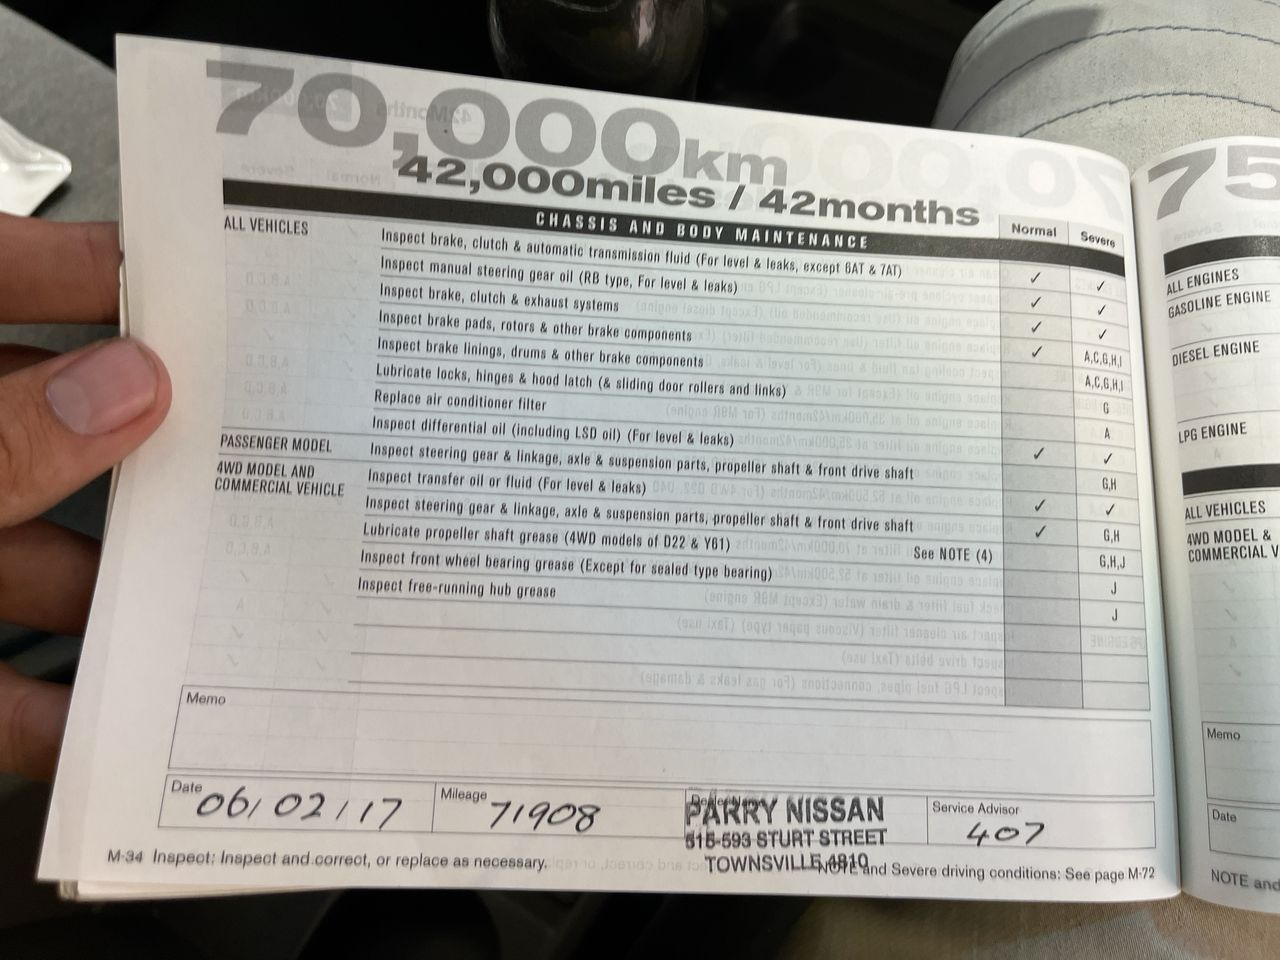 70,000km
42,000miles / 42months
CHASSIS AND BODY MAINTENANCE Normal Severe
ALL VEHICLES Inspect brake, clutch & automatic transmission fluid (For level & leaks, except 6AT & 7AT) ✓ ✓
Inspect manual steering gear oil (RB type, For level & leaks) ✓ ✓
Inspect brake, clutch & exhaust systems ✓ ✓
Inspect brake pads, rotors & other brake components ✓ A,C,G,H,I
Inspect brake linings, drums & other brake components A,C,G,H,I
Lubricate locks, hinges & hood latch (& sliding door rollers and links) G
Replace air conditioner filter A
Inspect differential oil (including LSD oil) (For level & leaks) ✓ ✓
PASSENGER MODEL Inspect steering gear & linkage, axle & suspension parts, propeller shaft & front drive shaft G,H
4WD MODEL AND Inspect transfer oil or fluid (For level & leaks) ✓ ✓
COMMERCIAL VEHICLE Inspect steering gear & linkage, axle & suspension parts, propeller shaft & front drive shaft ✓ G,H
Lubricate propeller shaft grease (4WD models of D22 & Y61) See NOTE (4) G,H,J
Inspect front wheel bearing grease (Except for sealed type bearing) J
Inspect free-running hub grease J
Memo
Date 06/02/17
Mileage 71908
PARRY NISSAN
515-593 STURT STREET
TOWNSVILLE 4810
Service Advisor
407
M-34 Inspect: Inspect and correct, or replace as necessary.
NOTE and Severe driving conditions: See page M-72
75
ALL ENGINES
GASOLINE ENGINE
DIESEL ENGINE
LPG ENGINE
ALL VEHICLES
4WD MODEL &
COMMERCIAL V
Memo
Date
NOTE and